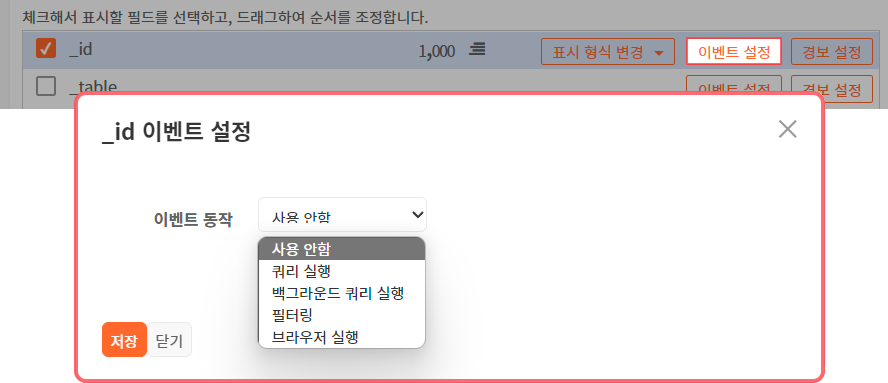 체크해서 표시할 필드를 선택하고, 드래그하여 순서를 조정합니다.
_id 1,000 표시 형식 변경 이벤트 설정 경보 설정
_table 이벤트 설정 경보 설정
_id 이벤트 설정
이벤트 동작 사용 안함
사용 안함
쿼리 실행
백그라운드 쿼리 실행
필터링
브라우저 실행
저장 닫기